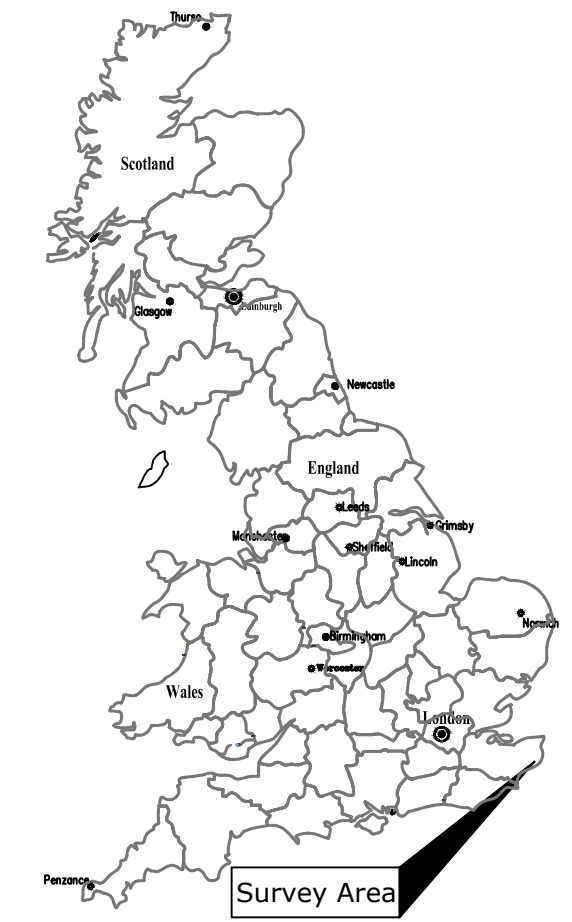 Thurso
Scotland
Edinburgh
Glasgow
Newcastle
England
Leeds
Grimsby
Manchester
Sheffield
Lincoln
Norwich
Birmingham
Worcester
Wales
London
Penzance
Survey Area